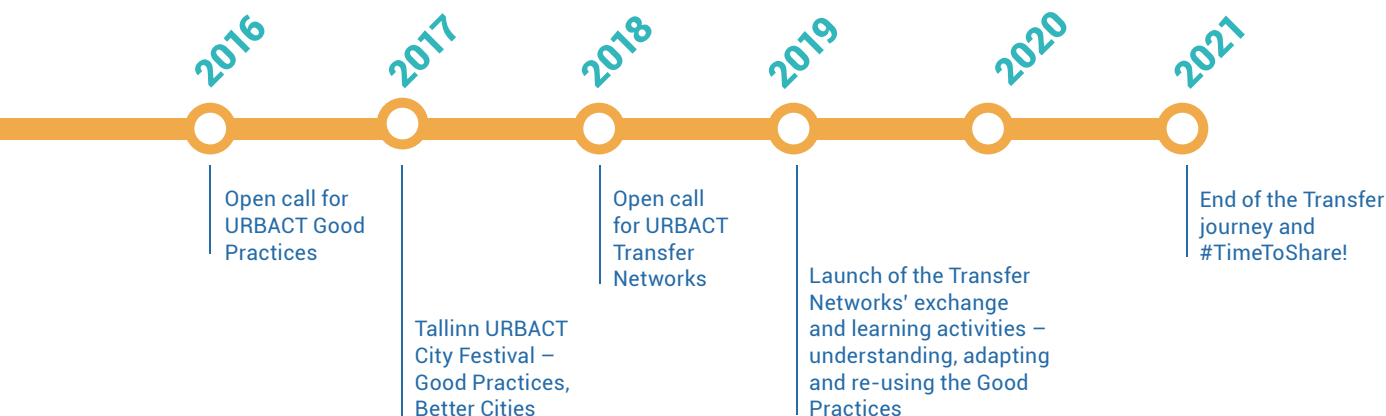 2016
2017
2018
2019
2020
2021
Open call for
URBACT Good
Practices
Tallinn URBACT
City Festival –
Good Practices,
Better Cities
Open call
for URBACT
Transfer
Networks
Launch of the Transfer
Networks' exchange
and learning activities –
understanding, adapting
and re-using the Good
Practices
End of the Transfer
journey and
#TimeToShare!